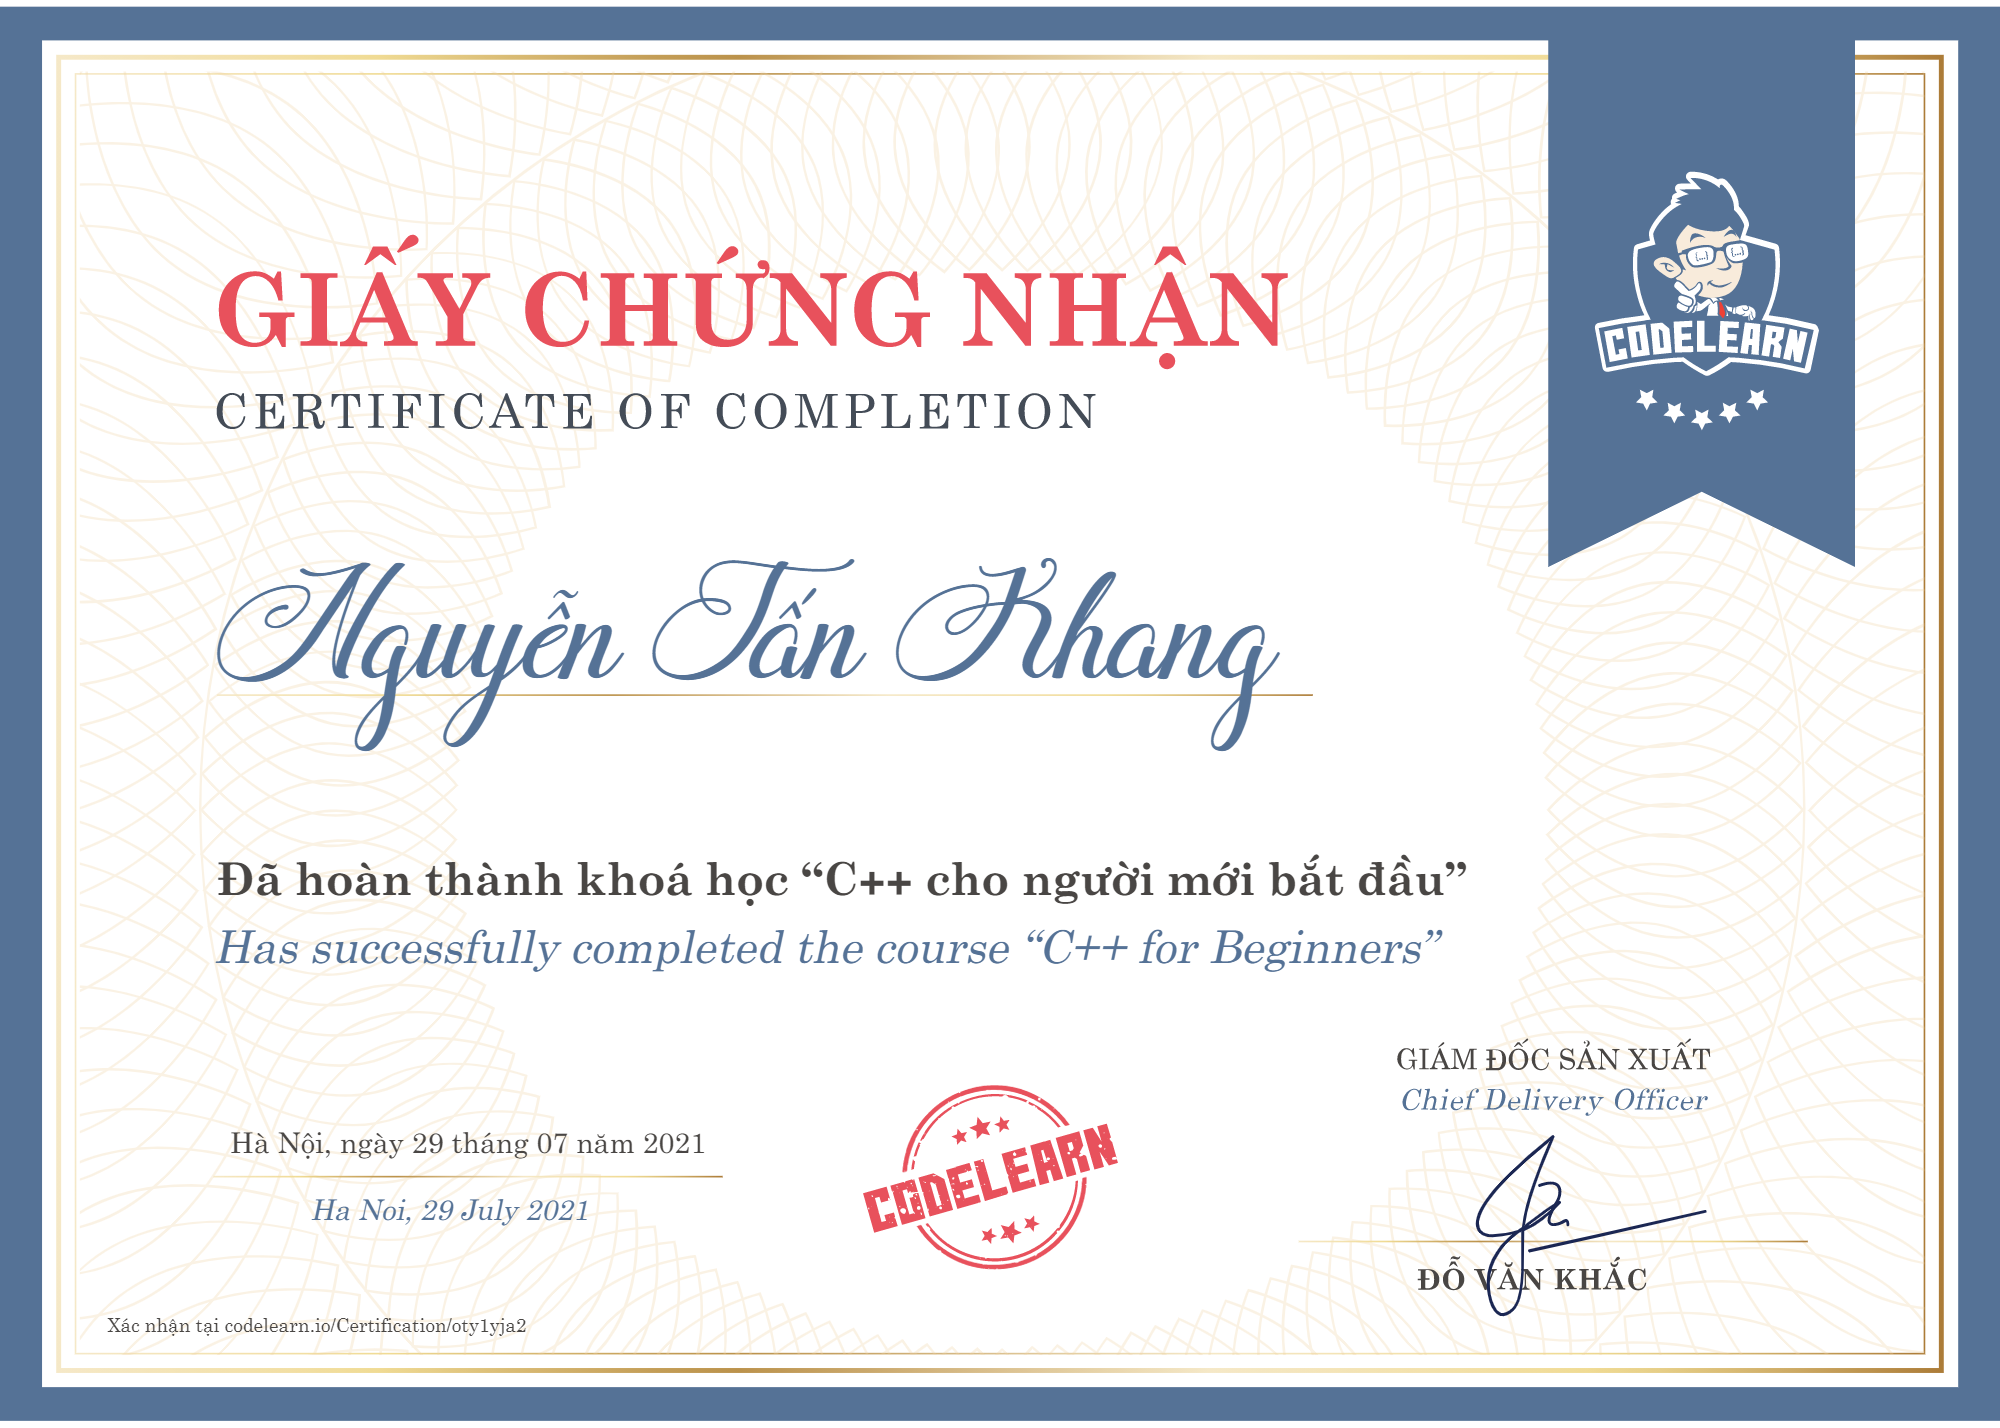 GIẤY CHỨNG NHẬN
CERTIFICATE OF COMPLETION
{...} {...}
CODELEARN
Nguyễn Tấn Khang
Đã hoàn thành khoá học “C++ cho người mới bắt đầu”
Has successfully completed the course “C++ for Beginners”
GIÁM ĐỐC SẢN XUẤT
Chief Delivery Officer
Hà Nội, ngày 29 tháng 07 năm 2021
Ha Noi, 29 July 2021
CODELEARN
ĐỖ VĂN KHẮC
Xác nhận tại codelearn.io/Certification/oty1yja2